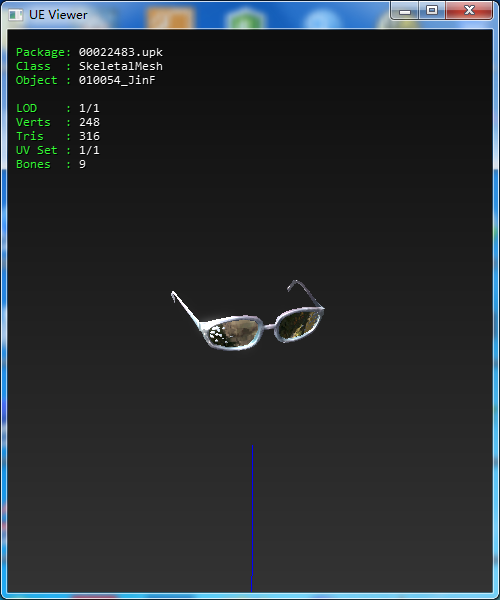 UE Viewer
Package: 00022483.upk
Class : SkeletalMesh
Object : 010054_JinF
LOD : 1/1
Verts : 248
Tris : 316
UV Set : 1/1
Bones : 9